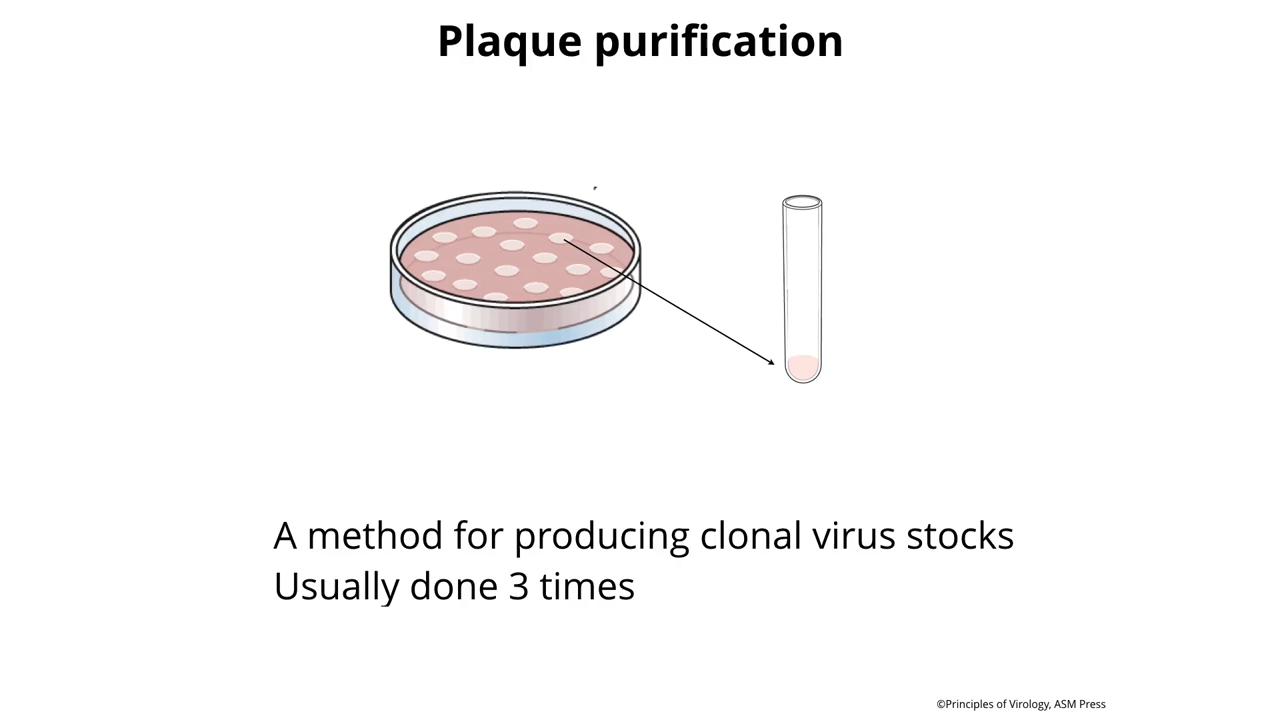 Plaque purification
A method for producing clonal virus stocks
Usually done 3 times
©Principles of Virology, ASM Press